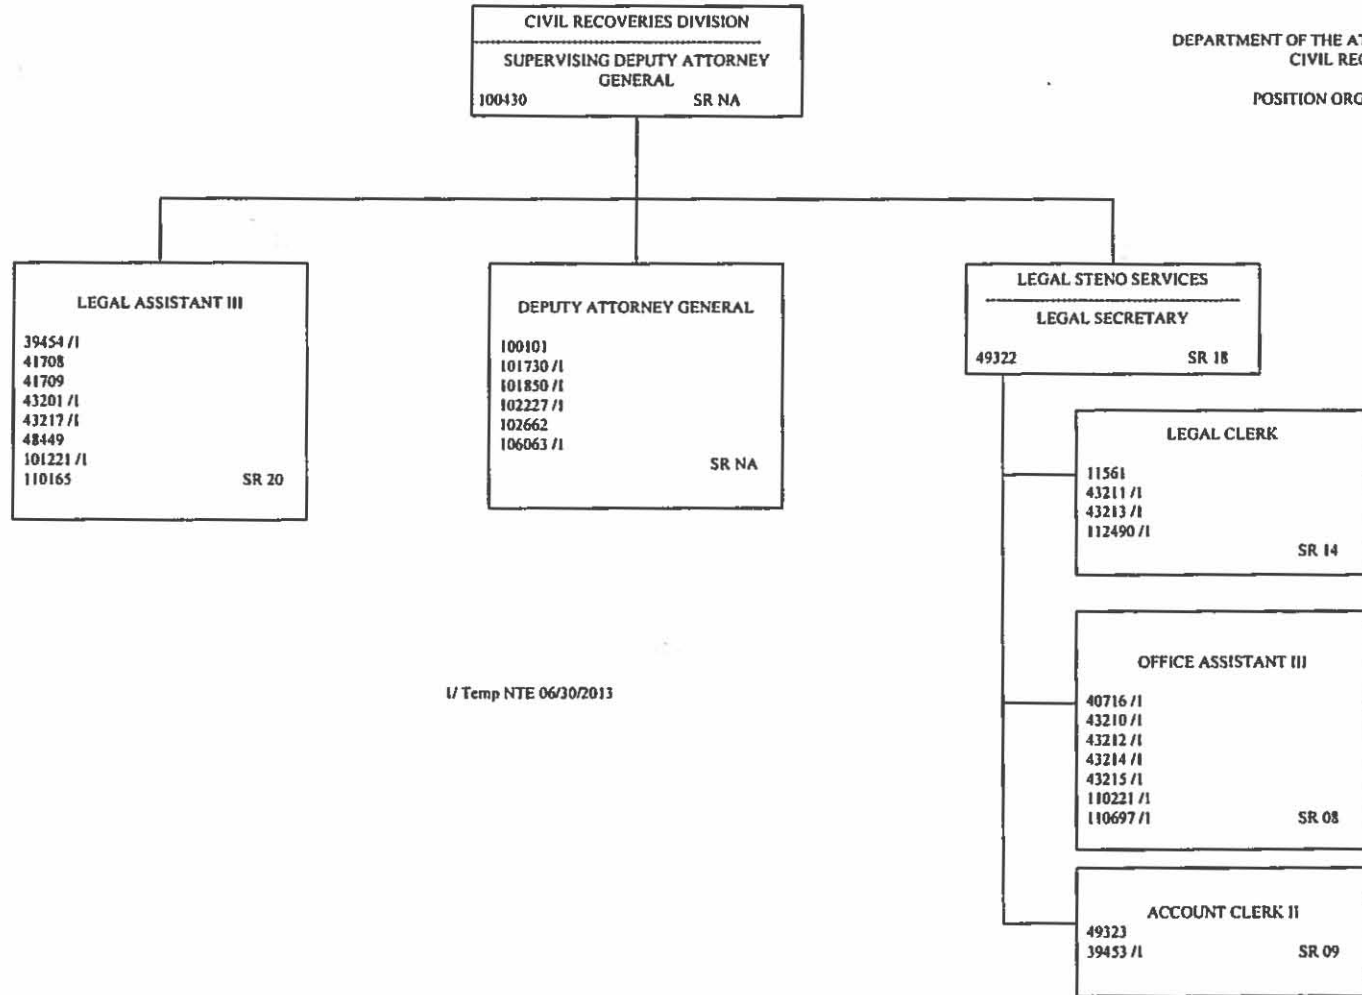 CIVIL RECOVERIES DIVISION
SUPERVISING DEPUTY ATTORNEY
GENERAL
100430 SR NA
DEPARTMENT OF THE AT
CIVIL REC
POSITION ORG
LEGAL ASSISTANT III
39454 /1
41708
41709
43201 /1
43217 /1
48449
101221 /1
110165 SR 20
DEPUTY ATTORNEY GENERAL
100101
101730 /1
101850 /1
102227 /1
102662
106063 /1
SR NA
LEGAL STENO SERVICES
LEGAL SECRETARY
49322 SR 18
LEGAL CLERK
11561
43211 /1
43213 /1
112490 /1
SR 14
OFFICE ASSISTANT III
40716 /1
43210 /1
43212 /1
43214 /1
43215 /1
110221 /1
110697 /1 SR 08
ACCOUNT CLERK II
49323
39453 /1 SR 09
1/ Temp NTE 06/30/2013